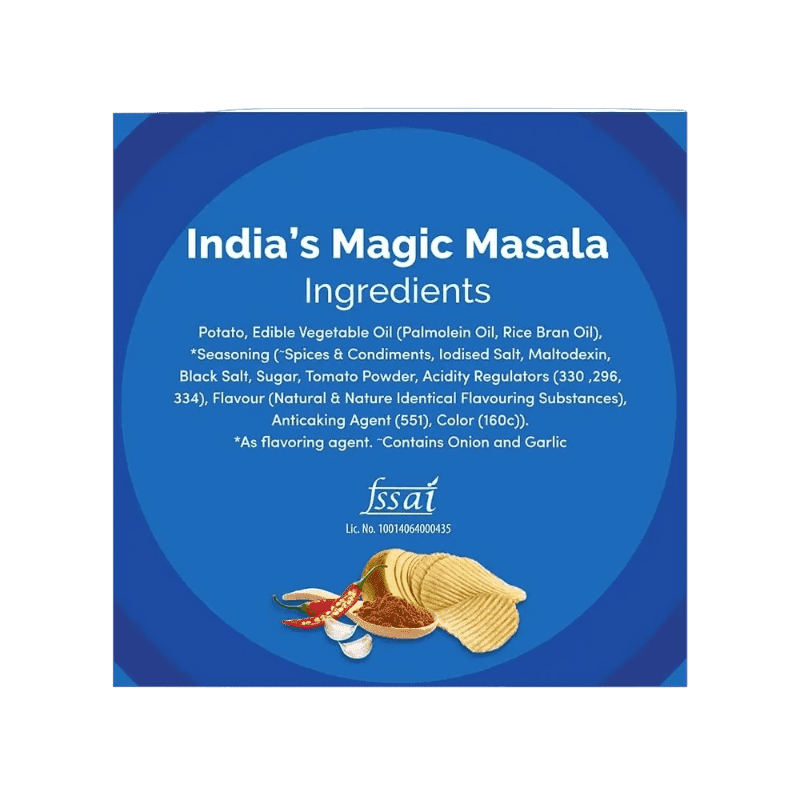 India's Magic Masala
Ingredients
Potato, Edible Vegetable Oil (Palmolein Oil, Rice Bran Oil),
*Seasoning (~Spices & Condiments, Iodised Salt, Maltodexin,
Black Salt, Sugar, Tomato Powder, Acidity Regulators (330 ,296,
334), Flavour (Natural & Nature Identical Flavouring Substances),
Anticaking Agent (551), Color (160c)).
*As flavoring agent. ~Contains Onion and Garlic
fssai
Lic. No. 10014064000435